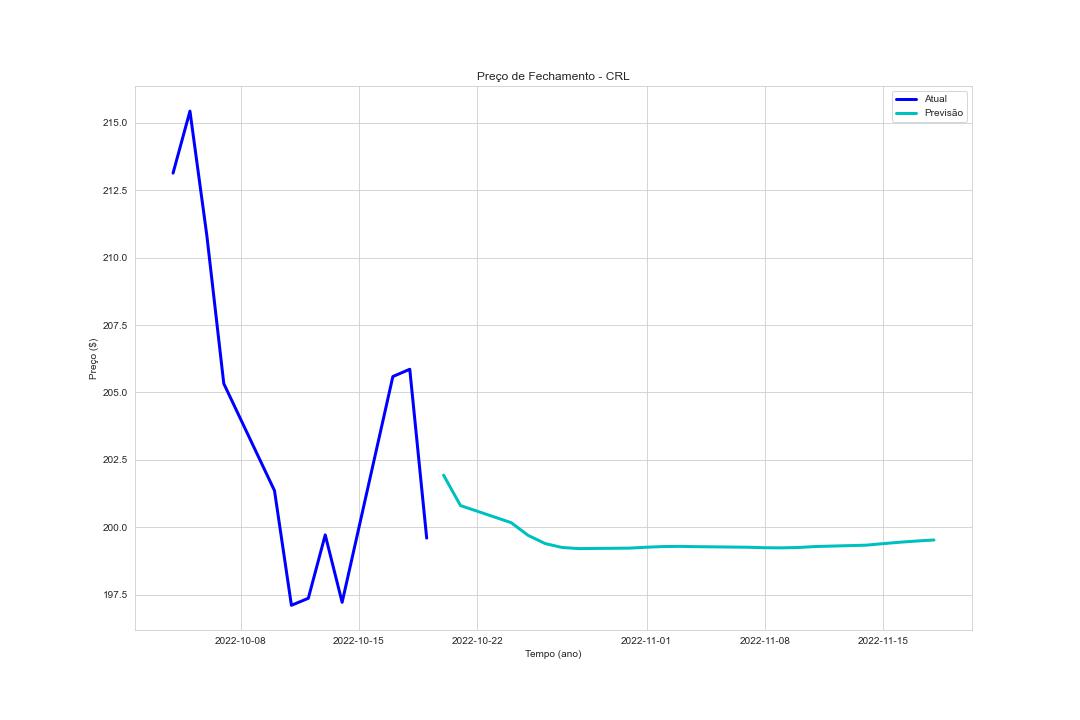 Preço de Fechamento - CRL
Atual
Previsão
215.0
212.5
210.0
207.5
205.0
202.5
200.0
197.5
Preço ($)
2022-10-08
2022-10-15
2022-10-22
2022-11-01
2022-11-08
2022-11-15
Tempo (ano)